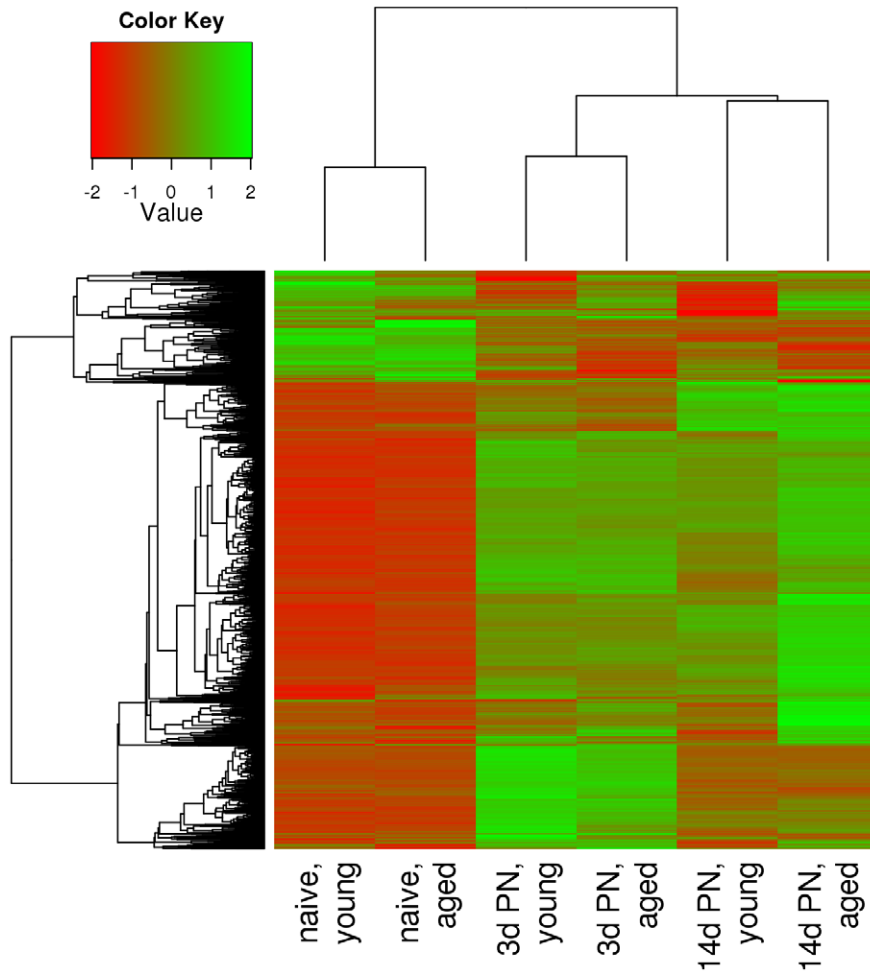 Color Key
-2 -1 0 1 2
Value
naive,
young
naive,
aged
3d PN,
young
3d PN,
aged
14d PN,
young
14d PN,
aged